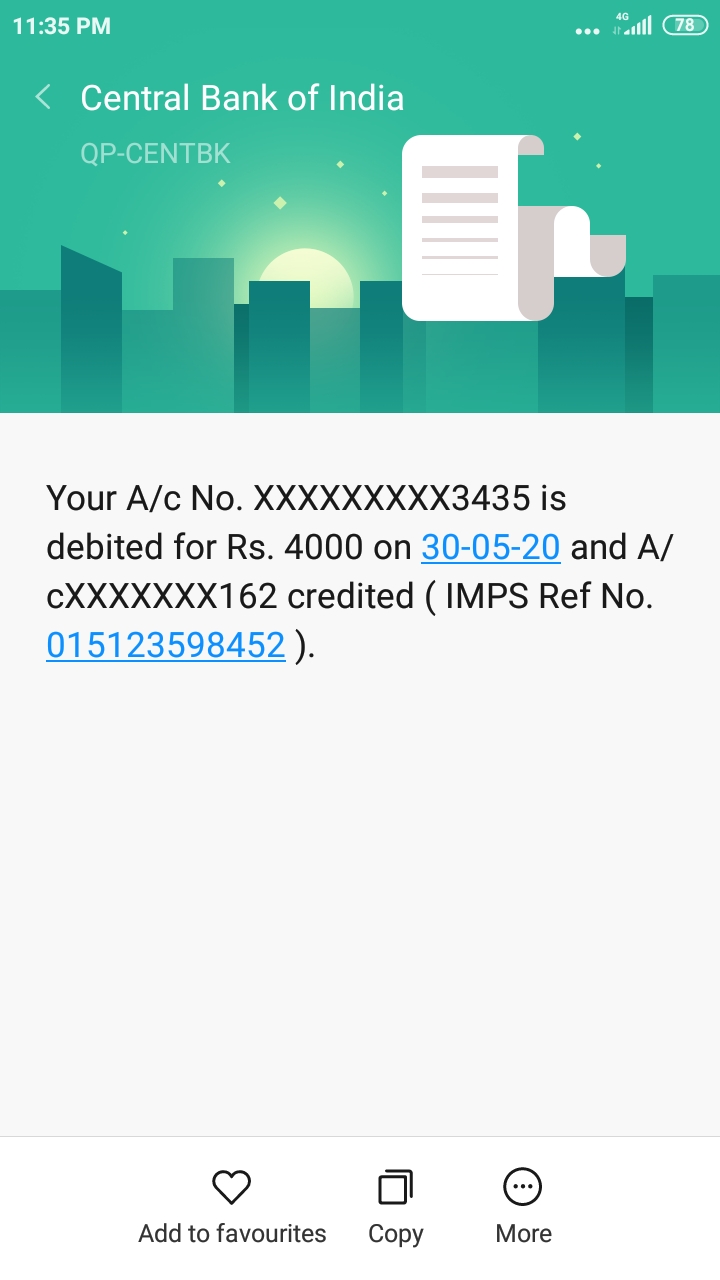 11:35 PM
4G
78
Central Bank of India
QP-CENTBK
Your A/c No. XXXXXXXXX3435 is
debited for Rs. 4000 on 30-05-20 and A/
cXXXXXXX162 credited ( IMPS Ref No.
015123598452 ).
Add to favourites
Copy
More